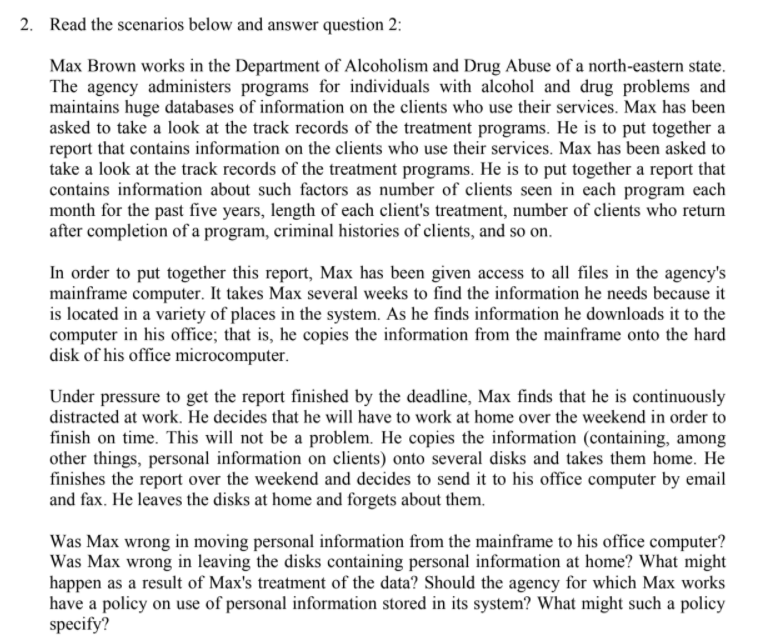 2. Read the scenarios below and answer question 2:
Max Brown works in the Department of Alcoholism and Drug Abuse of a north-eastern state.
The agency administers programs for individuals with alcohol and drug problems and
maintains huge databases of information on the clients who use their services. Max has been
asked to take a look at the track records of the treatment programs. He is to put together a
report that contains information on the clients who use their services. Max has been asked to
take a look at the track records of the treatment programs. He is to put together a report that
contains information about such factors as number of clients seen in each program each
month for the past five years, length of each client's treatment, number of clients who return
after completion of a program, criminal histories of clients, and so on.
In order to put together this report, Max has been given access to all files in the agency's
mainframe computer. It takes Max several weeks to find the information he needs because it
is located in a variety of places in the system. As he finds information he downloads it to the
computer in his office; that is, he copies the information from the mainframe onto the hard
disk of his office microcomputer.
Under pressure to get the report finished by the deadline, Max finds that he is continuously
distracted at work. He decides that he will have to work at home over the weekend in order to
finish on time. This will not be a problem. He copies the information (containing, among
other things, personal information on clients) onto several disks and takes them home. He
finishes the report over the weekend and decides to send it to his office computer by email
and fax. He leaves the disks at home and forgets about them.
Was Max wrong in moving personal information from the mainframe to his office computer?
Was Max wrong in leaving the disks containing personal information at home? What might
happen as a result of Max's treatment of the data? Should the agency for which Max works
have a policy on use of personal information stored in its system? What might such a policy
specify?